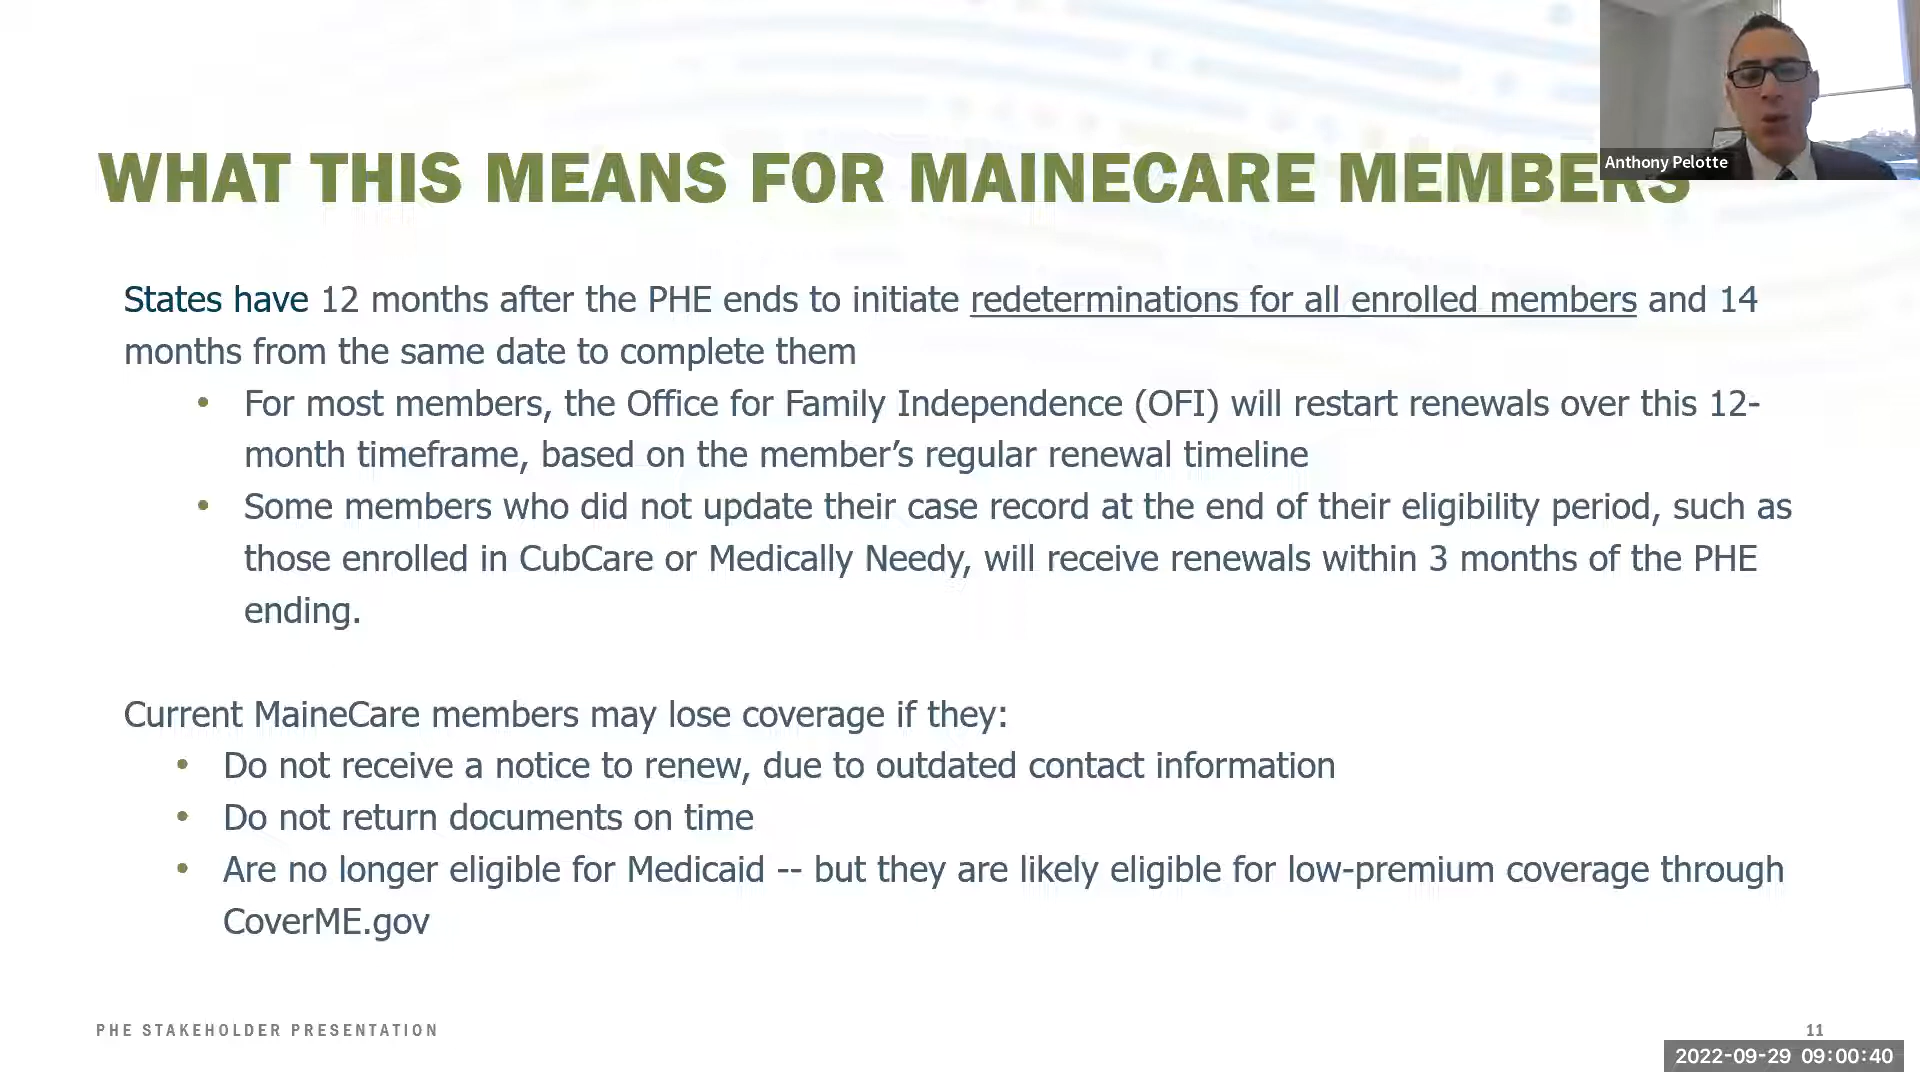 Anthony Pelotte
WHAT THIS MEANS FOR MAINECARE MEMBERS
States have 12 months after the PHE ends to initiate redeterminations for all enrolled members and 14
months from the same date to complete them
• For most members, the Office for Family Independence (OFI) will restart renewals over this 12-
month timeframe, based on the member’s regular renewal timeline
• Some members who did not update their case record at the end of their eligibility period, such as
those enrolled in CubCare or Medically Needy, will receive renewals within 3 months of the PHE
ending.
Current MaineCare members may lose coverage if they:
• Do not receive a notice to renew, due to outdated contact information
• Do not return documents on time
• Are no longer eligible for Medicaid -- but they are likely eligible for low-premium coverage through
CoverME.gov
PHE STAKEHOLDER PRESENTATION
11
2022-09-29 09:00:40